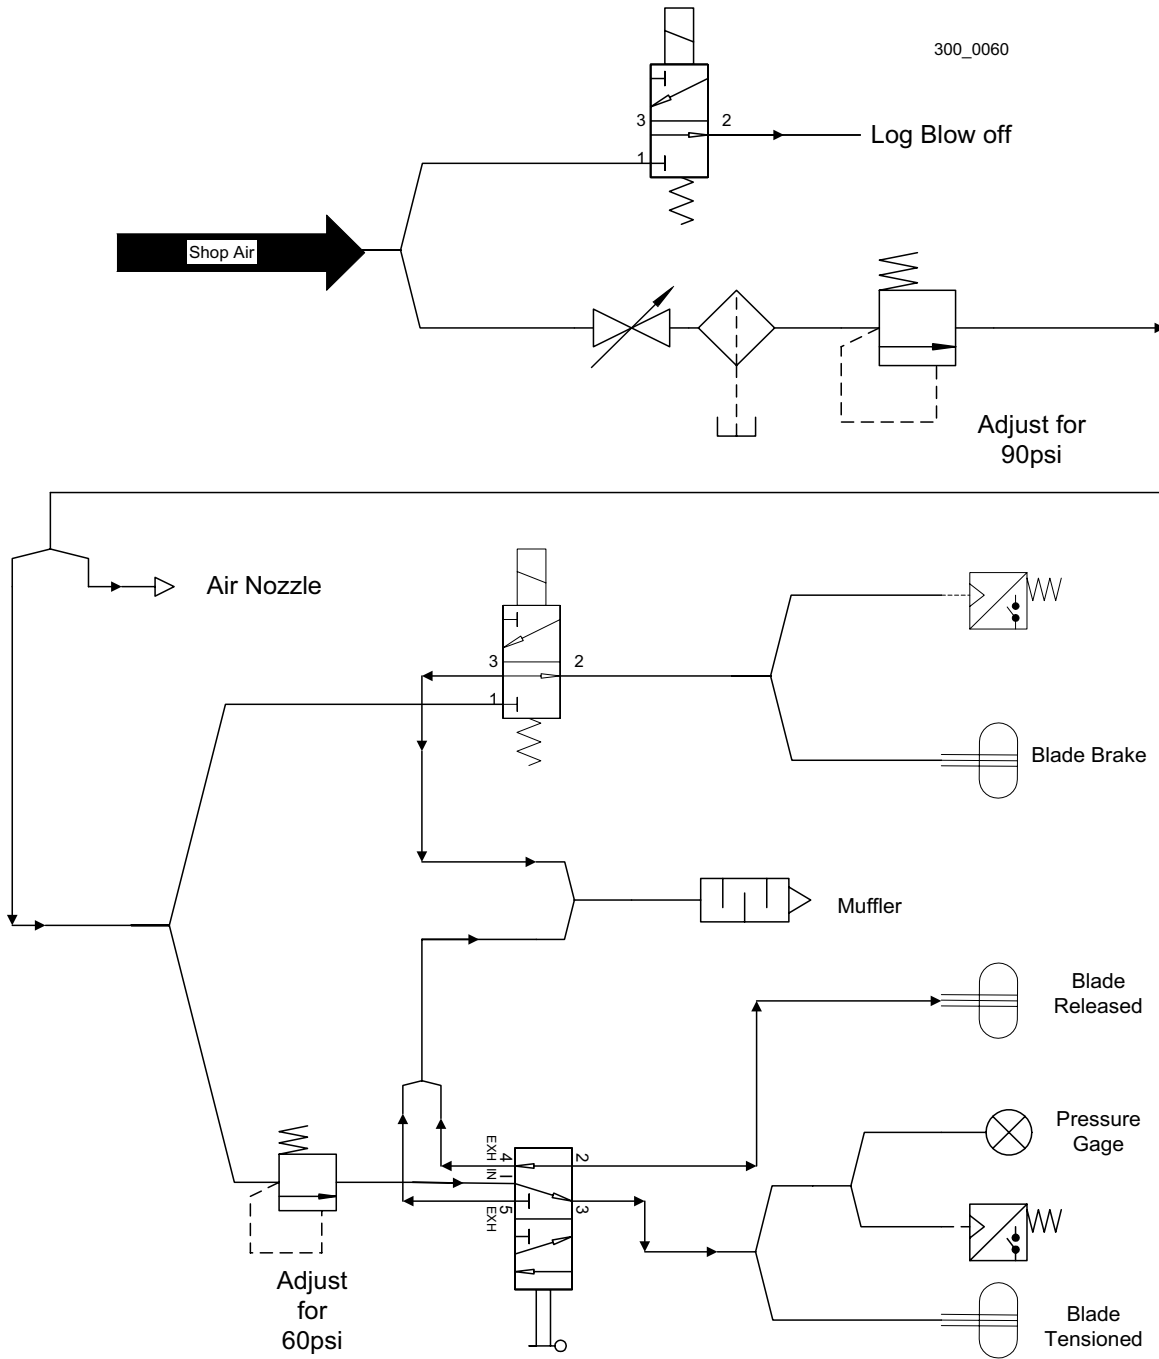 300_0060
3
2
Log Blow off
1
Shop Air
Adjust for
90psi
Air Nozzle
3
2
1
Blade Brake
Muffler
Blade
Released
Pressure
Gage
EXH
4
2
IN
1
5
3
EXH
Adjust
for
60psi
Blade
Tensioned